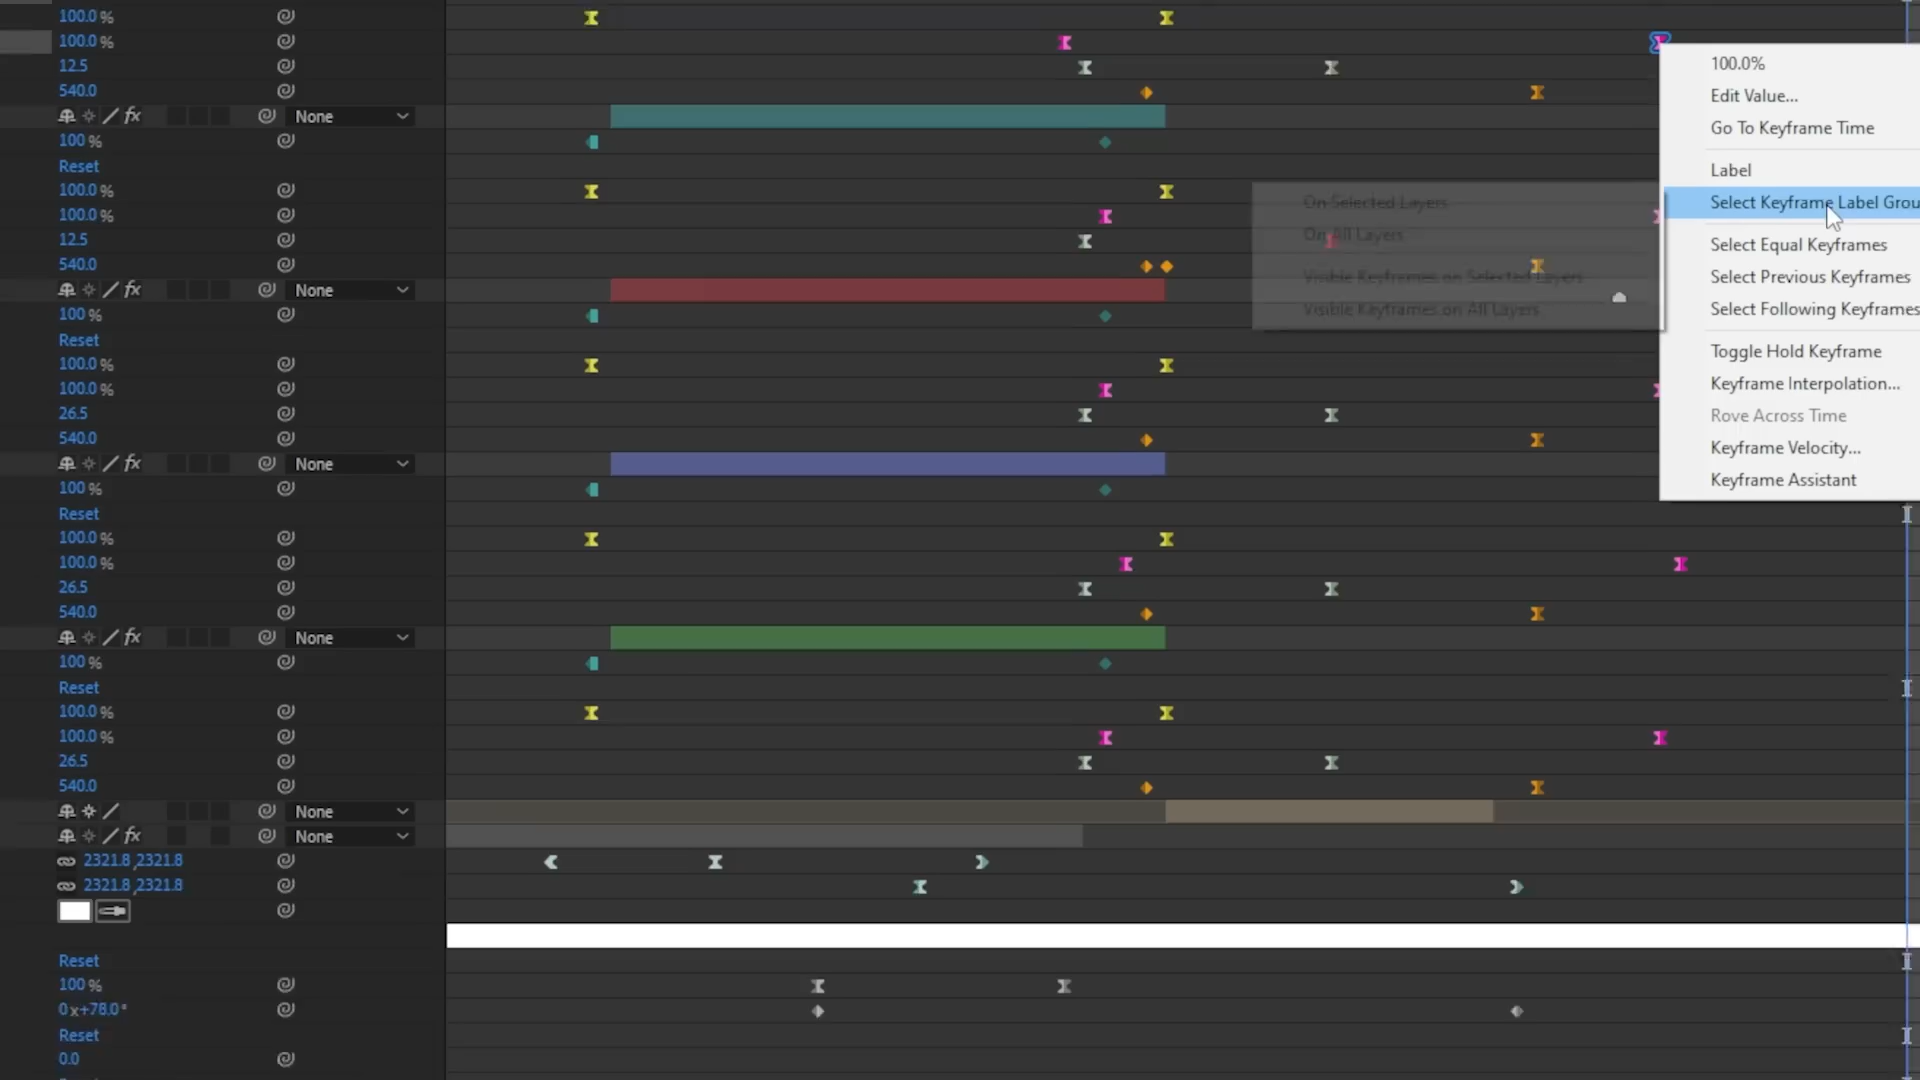 100.0 %
100.0 %
12.5
540.0
fx None
100 %
Reset
100.0 %
100.0 %
12.5
540.0
fx None
100 %
Reset
100.0 %
100.0 %
26.5
540.0
fx None
100 %
Reset
100.0 %
100.0 %
26.5
540.0
fx None
100 %
Reset
100.0 %
100.0 %
26.5
540.0
None
fx None
2321.8,2321.8
2321.8,2321.8
Reset
100 %
0x+78.0°
Reset
0.0
On Selected Layers
On All Layers
Visible Keyframes on Selected Layers
Visible Keyframes on All Layers
100.0%
Edit Value...
Go To Keyframe Time
Label
Select Keyframe Label Grou
Select Equal Keyframes
Select Previous Keyframes
Select Following Keyframes
Toggle Hold Keyframe
Keyframe Interpolation...
Rove Across Time
Keyframe Velocity...
Keyframe Assistant